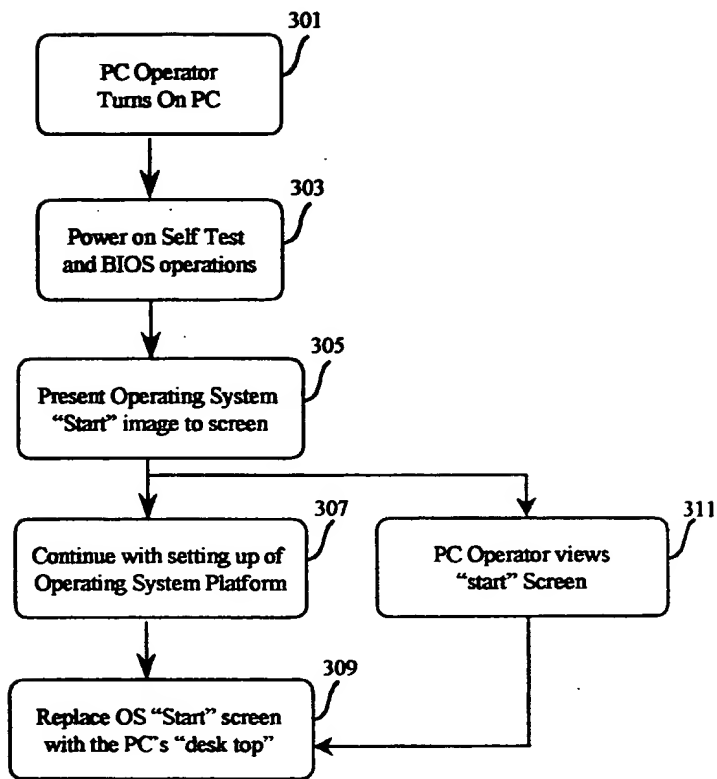 301
PC Operator
Turns On PC
303
Power on Self Test
and BIOS operations
305
Present Operating System
“Start” image to screen
307
Continue with setting up of
Operating System Platform
311
PC Operator views
“start” Screen
309
Replace OS “Start” screen
with the PC’s “desk top”